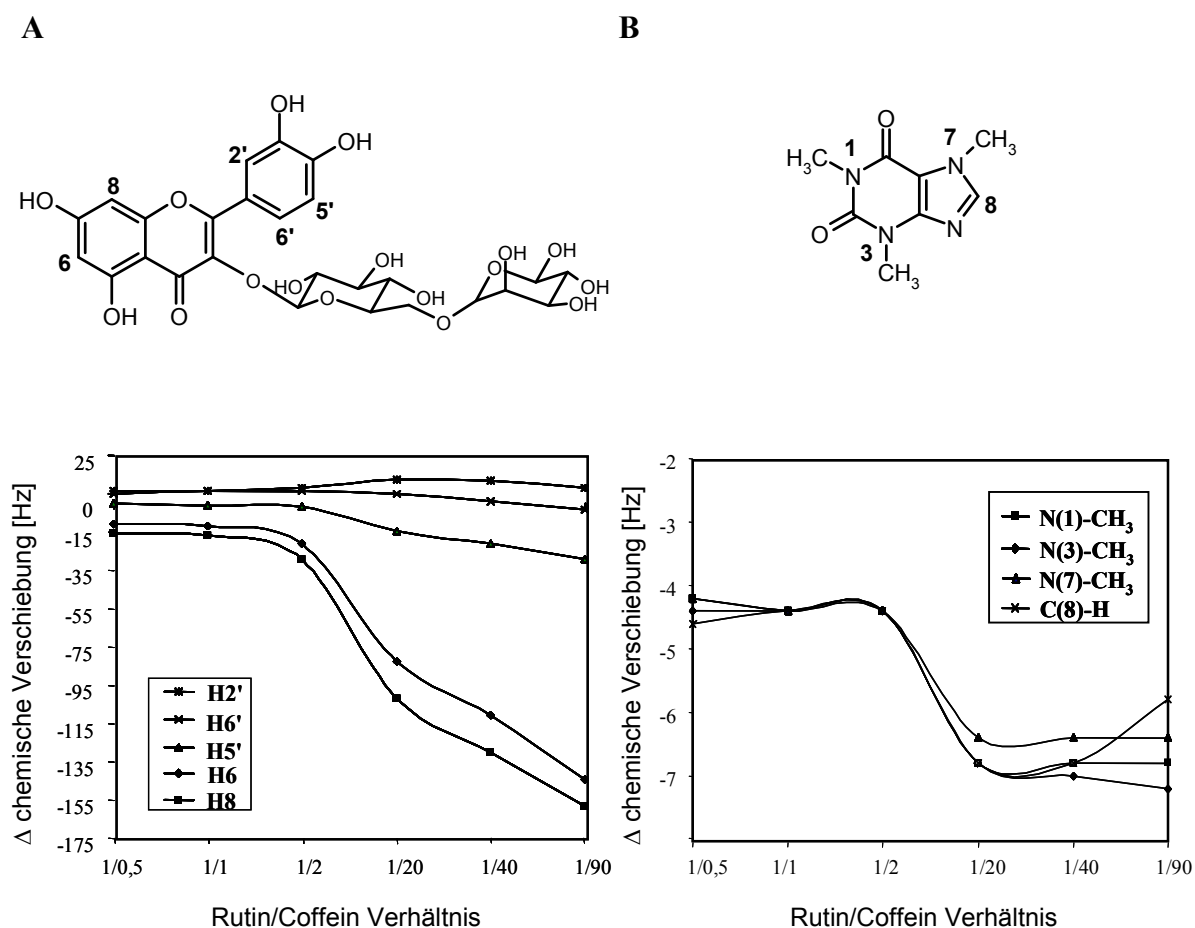 A
OH
OH
2'
HO
8
O
5'
6'
6
OH
O
O
HO
OH
OH
O
O
O
OH
OH
OH
OH
B
O
7
CH3
H3C
1
N
N
8
O
N
N
3
CH3
Δ chemische Verschiebung [Hz]
25
0
-15
-35
-55
-75
-95
-115
-135
-155
-175
H2'
H6'
H5'
H6
H8
1/0,5
1/1
1/2
1/20
1/40
1/90
Rutin/Coffein Verhältnis
Δ chemische Verschiebung [Hz]
-2
-3
-4
-5
-6
-7
N(1)-CH3
N(3)-CH3
N(7)-CH3
C(8)-H
1/0,5
1/1
1/2
1/20
1/40
1/90
Rutin/Coffein Verhältnis